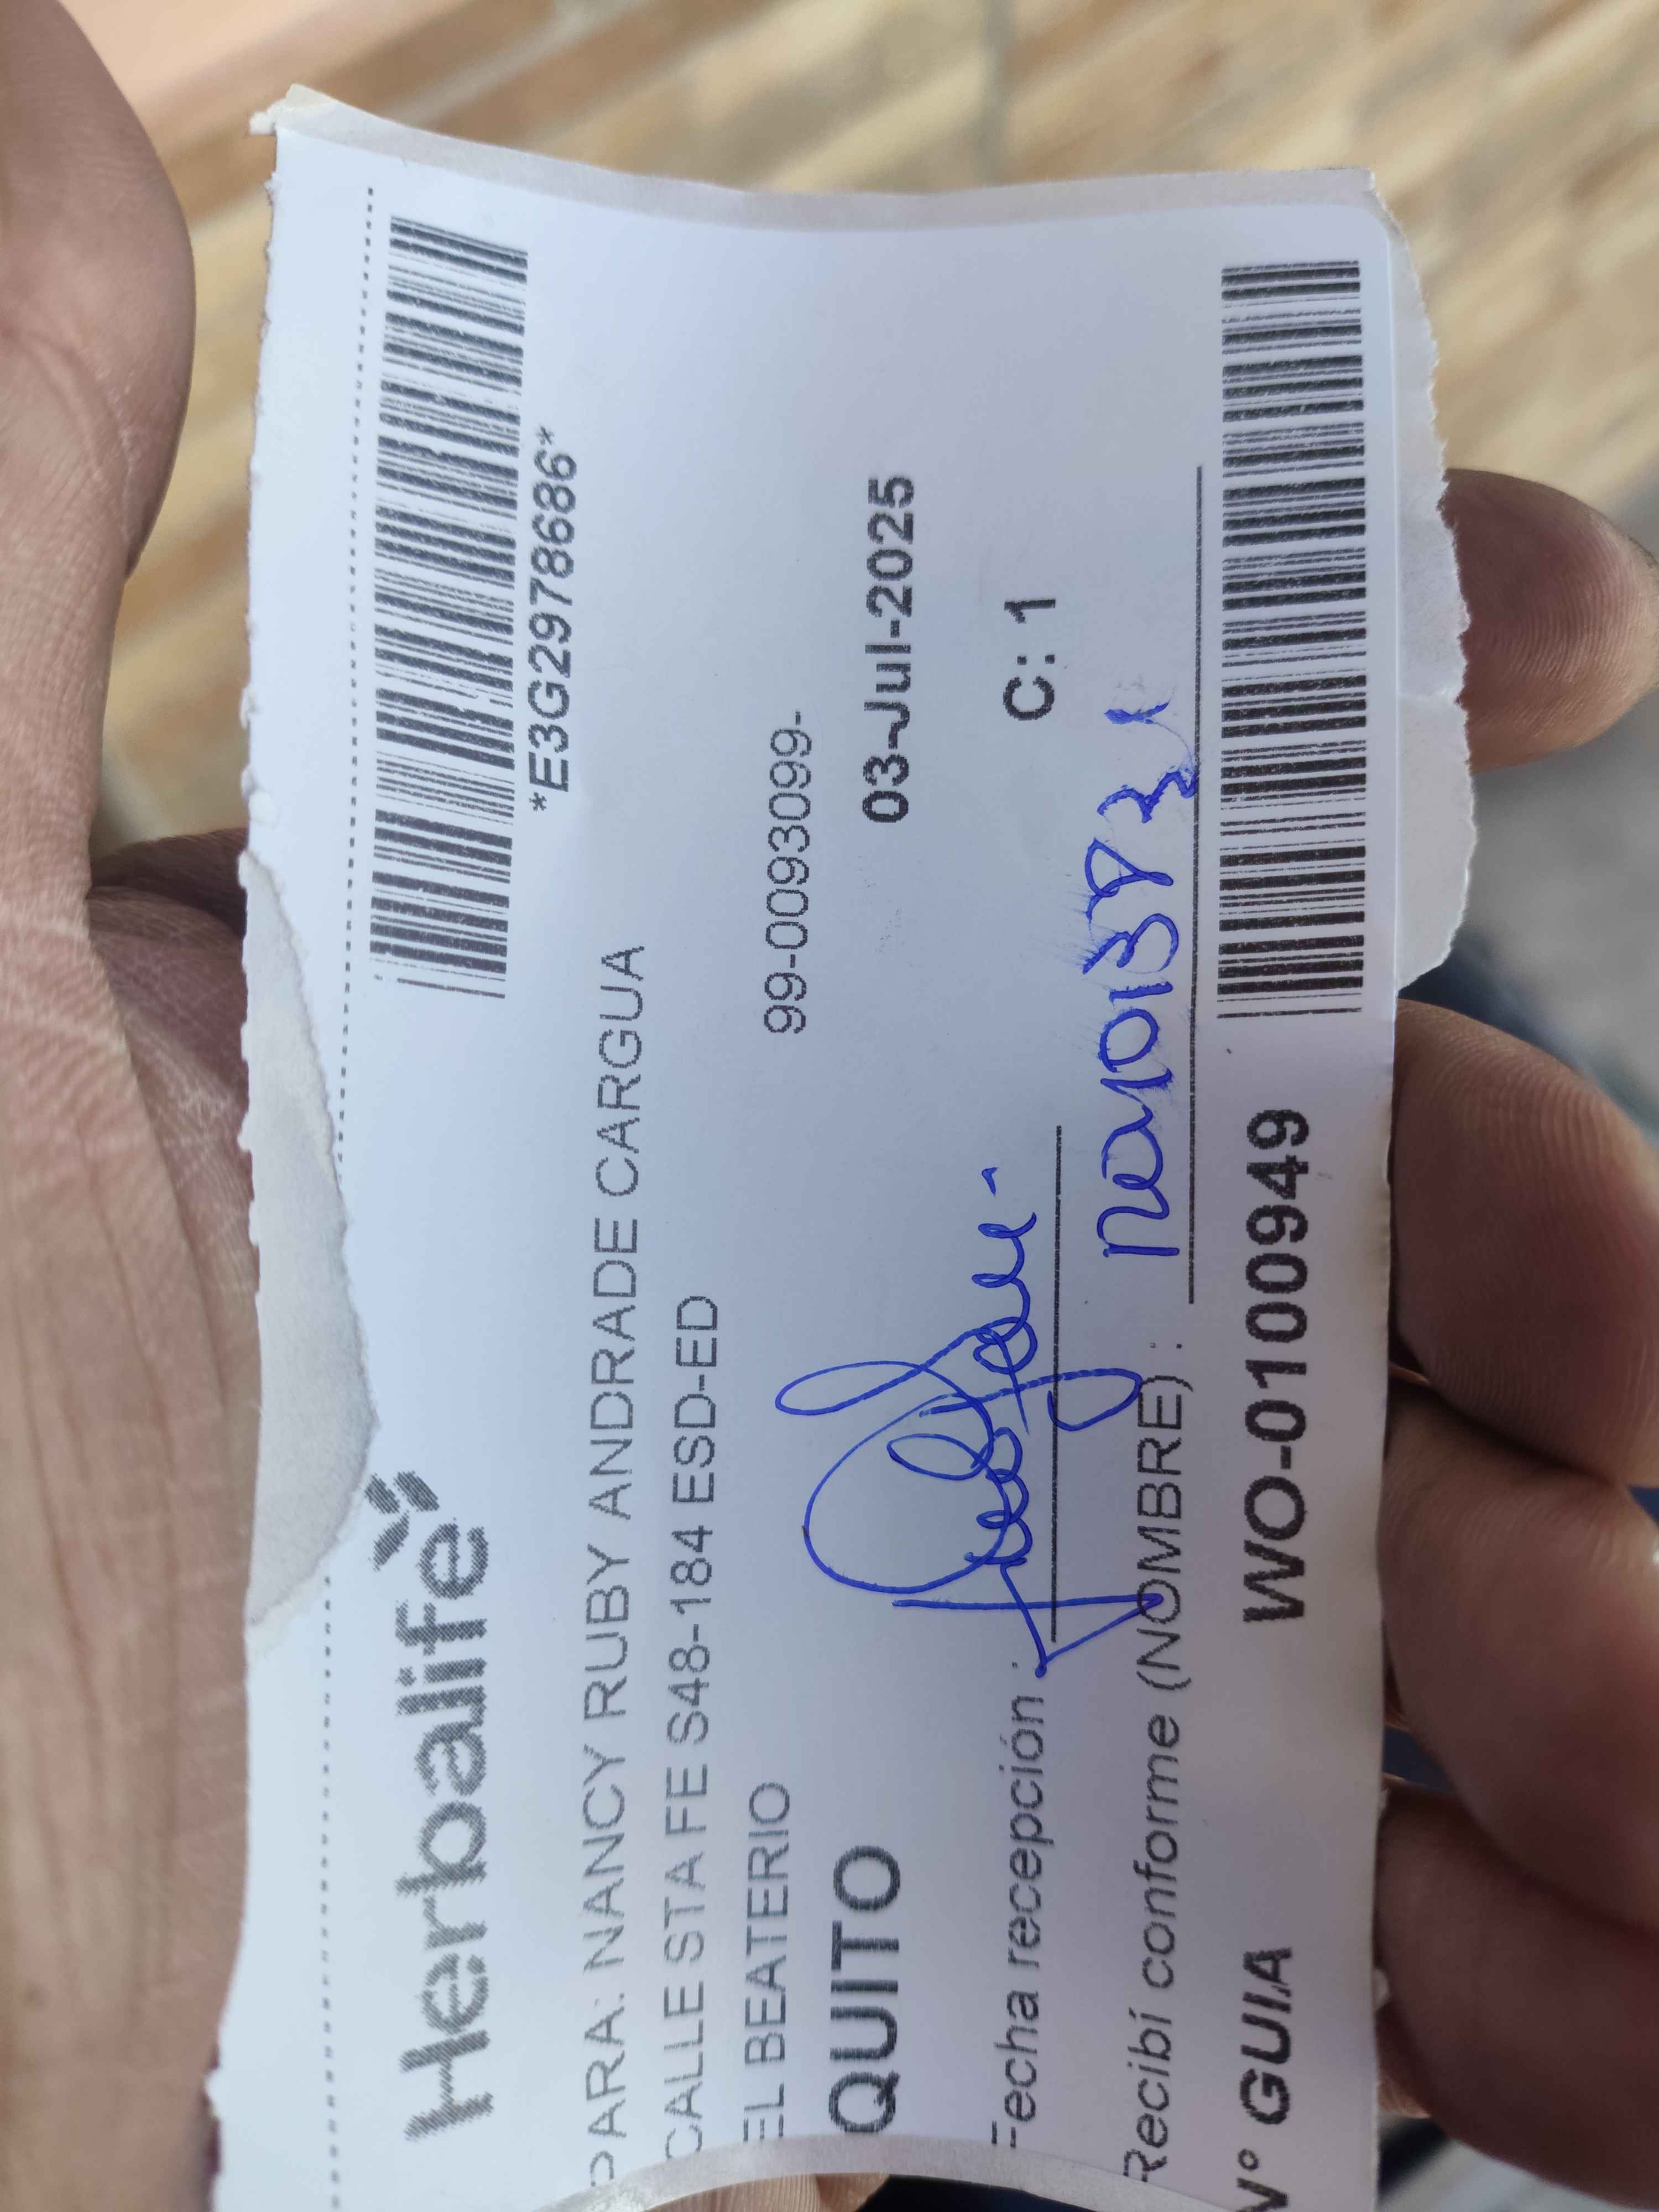 Herbalife
*E3G2978686*
PARA: NANCY RUBY ANDRADE CARGUA
CALLE STA FE S48-184 ESD-ED
EL BEATERIO
99-0093099-
QUITO
03-Jul-2025
Fecha recepción :
C: 1
Recibí conforme (NOMBRE) :
N° GUIA WO-0100949